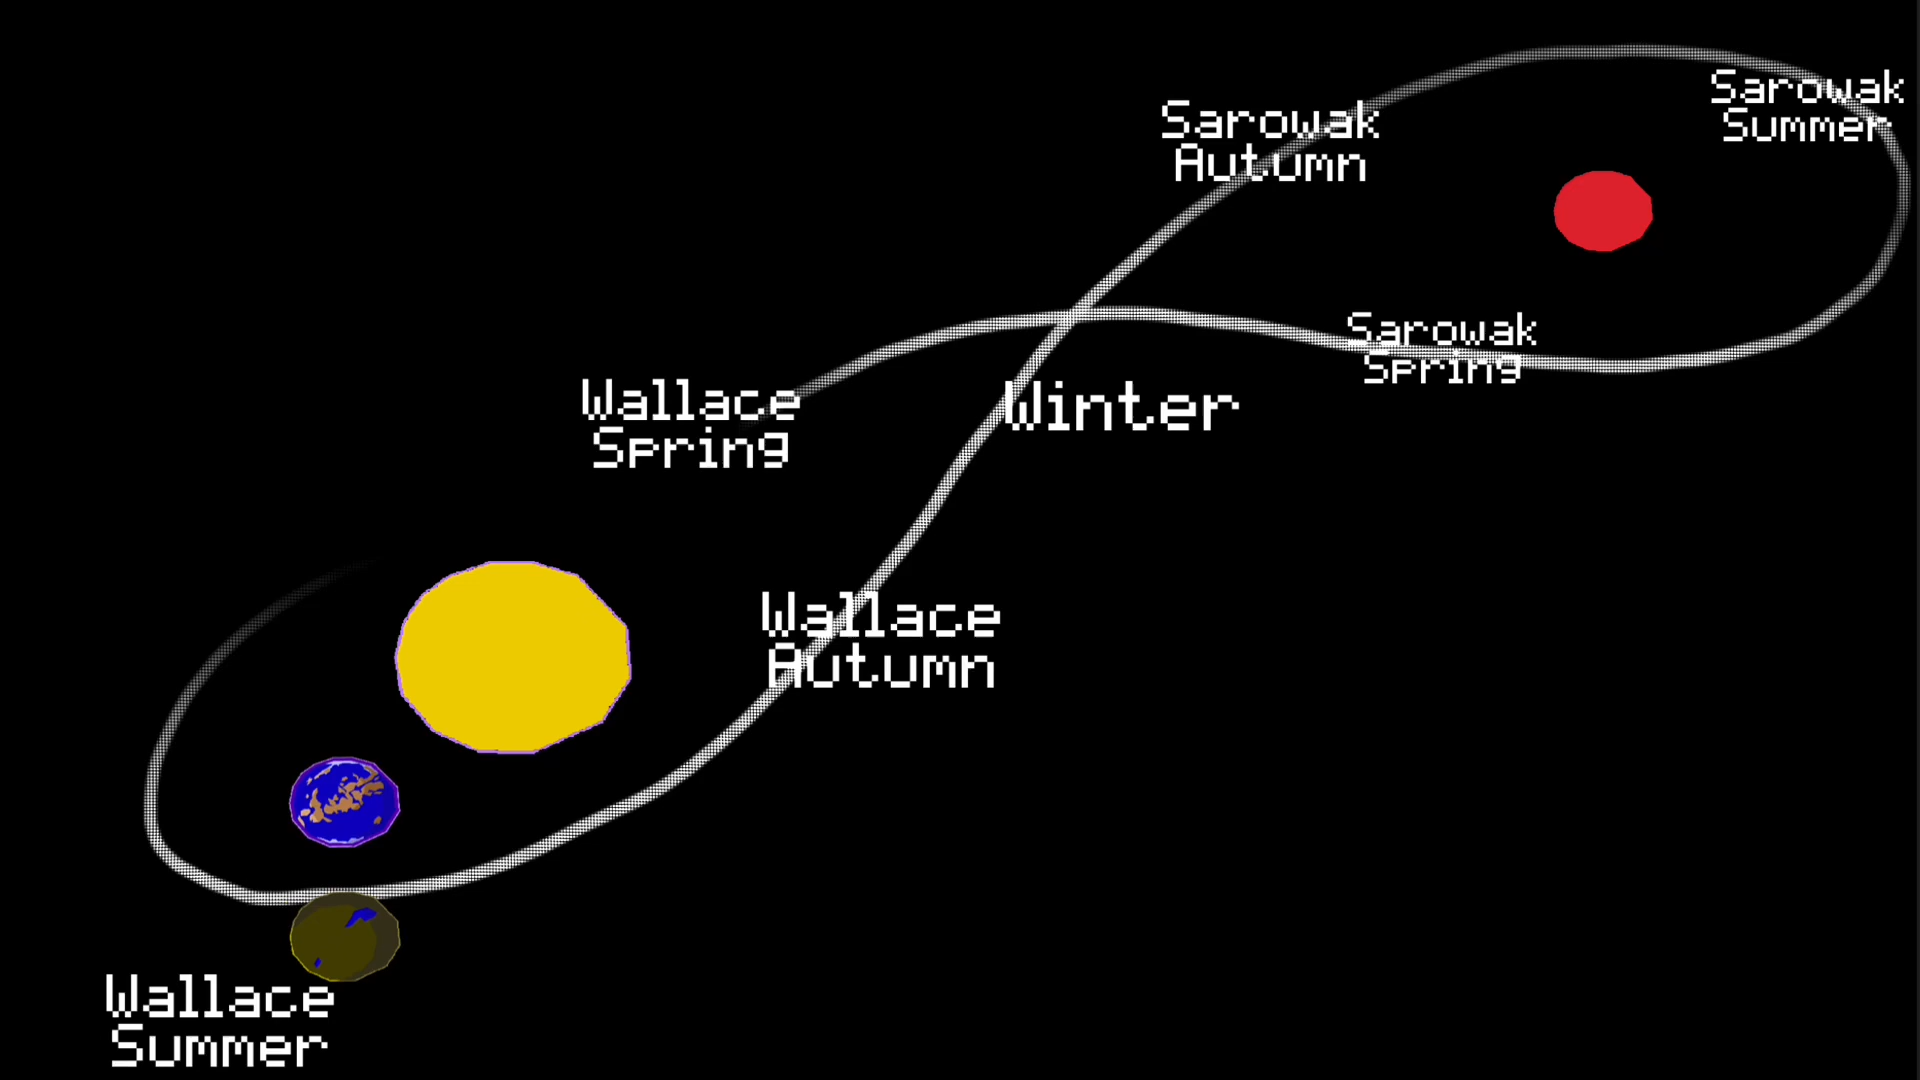 Sarowak
Summer
Sarowak
Autumn
Sarowak
Spring
Wallace
Spring
Winter
Wallace
Autumn
Wallace
Summer